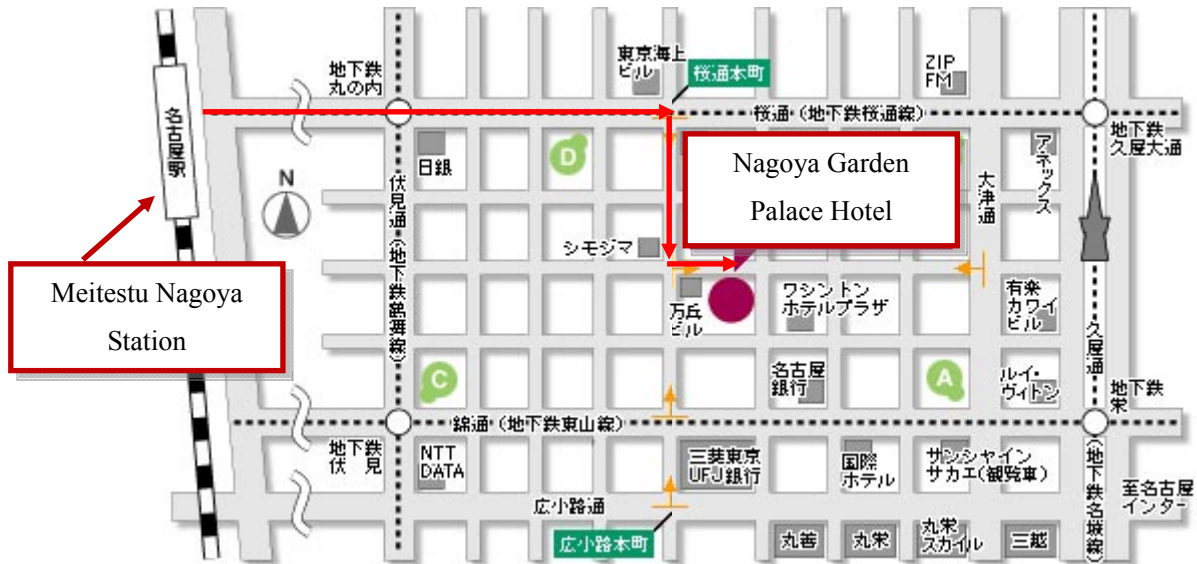 東京海上
ビル
桜通本町
ZIP
FM
地下鉄
丸の内
桜通(地下鉄桜通線)
地下鉄
久屋大通
名古屋駅
N
日銀
D
Nagoya Garden
Palace Hotel
アネックス
大津通
伏見通(地下鉄鶴舞線)
シモジマ
Meitestu Nagoya
Station
万兵
ビル
ワシントン
ホテルプラザ
有楽
カワイ
ビル
久屋通
C
名古屋
銀行
A
ルイ・
ヴィトン
地下鉄
栄
錦通(地下鉄東山線)
地下鉄
伏見
NTT
DATA
三菱東京
UFJ銀行
国際
ホテル
サンシャイン
サカエ(観覧車)
(地下鉄名城線)
至名古屋
インター
広小路通
広小路本町
丸善
丸栄
丸栄
スカイル
三越